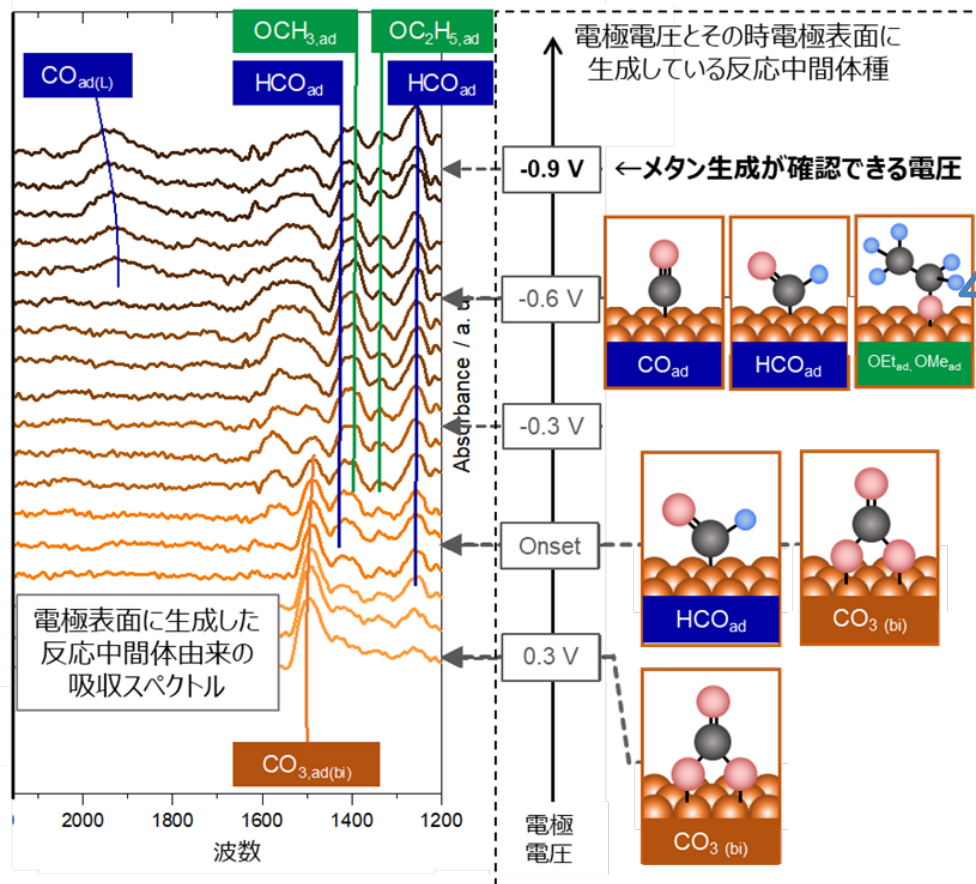 OCH3,ad
OC2H5,ad
COad(L)
HCOad
HCOad
電極電圧とその時電極表面に
生成している反応中間体種
-0.9 V
←メタン生成が確認できる電圧
-0.6 V
COad
HCOad
OEtad, OMead
Absorbance / a. u.
-0.3 V
Onset
HCOad
CO3 (bi)
電極表面に生成した
反応中間体由来の
吸収スペクトル
0.3 V
CO3,ad(bi)
CO3 (bi)
2000
1800
1600
1400
1200
波数
電極
電圧